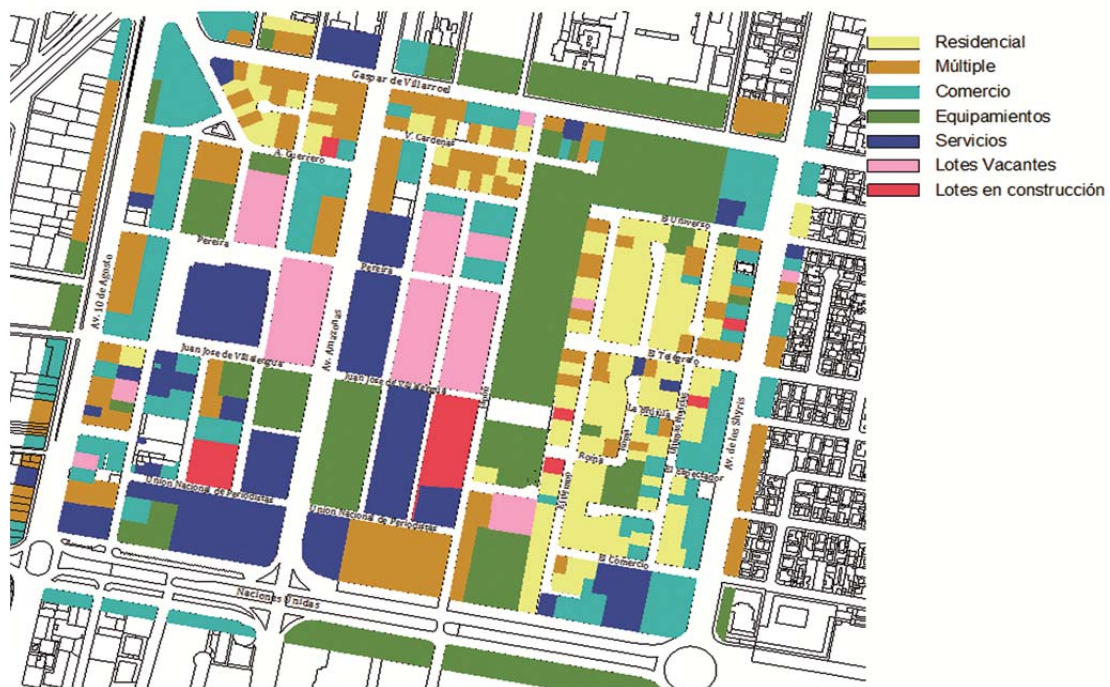 Residencial
Múltiple
Comercio
Equipamientos
Servicios
Lotes Vacantes
Lotes en construcción
Gaspar de Villarroel
V. Cardenas
A. Guerrero
El Universo
Pereira
Pereira
Av. 10 de Agosto
Av. Amazonas
Juan Jose de Villalengua
Juan Jose de Villalengua
El Telégrafo
Av. de los Shyris
El Espectador
Union Nacional de Periodistas
Union Nacional de Periodistas
El Comercio
Naciones Unidas